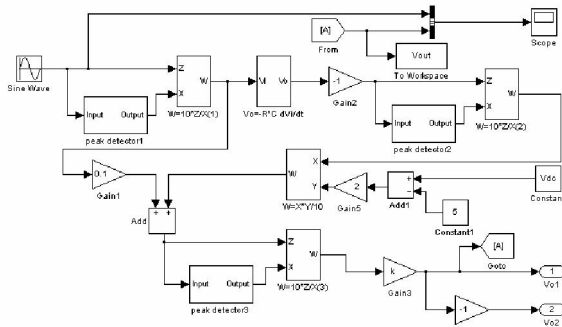 [A]
From
Scope
Vout
To Workspace
Sine Wave
Z
W
X
W=10*Z/X(1)
Input Output
peak detector1
Vi Vo
Vo=-R*C dVi/dt
-1
Gain2
Z
W
X
W=10*Z/X(2)
Input Output
peak detector2
0.1
Gain1
Add
X
W
Y
W=X*Y/10
2
Gain5
Add1
Vdc
Constant
5
Constant1
Z
W
X
W=10*Z/X(3)
Input Output
peak detector3
k
Gain3
[A]
Goto
1
Vo1
-1
2
Vo2